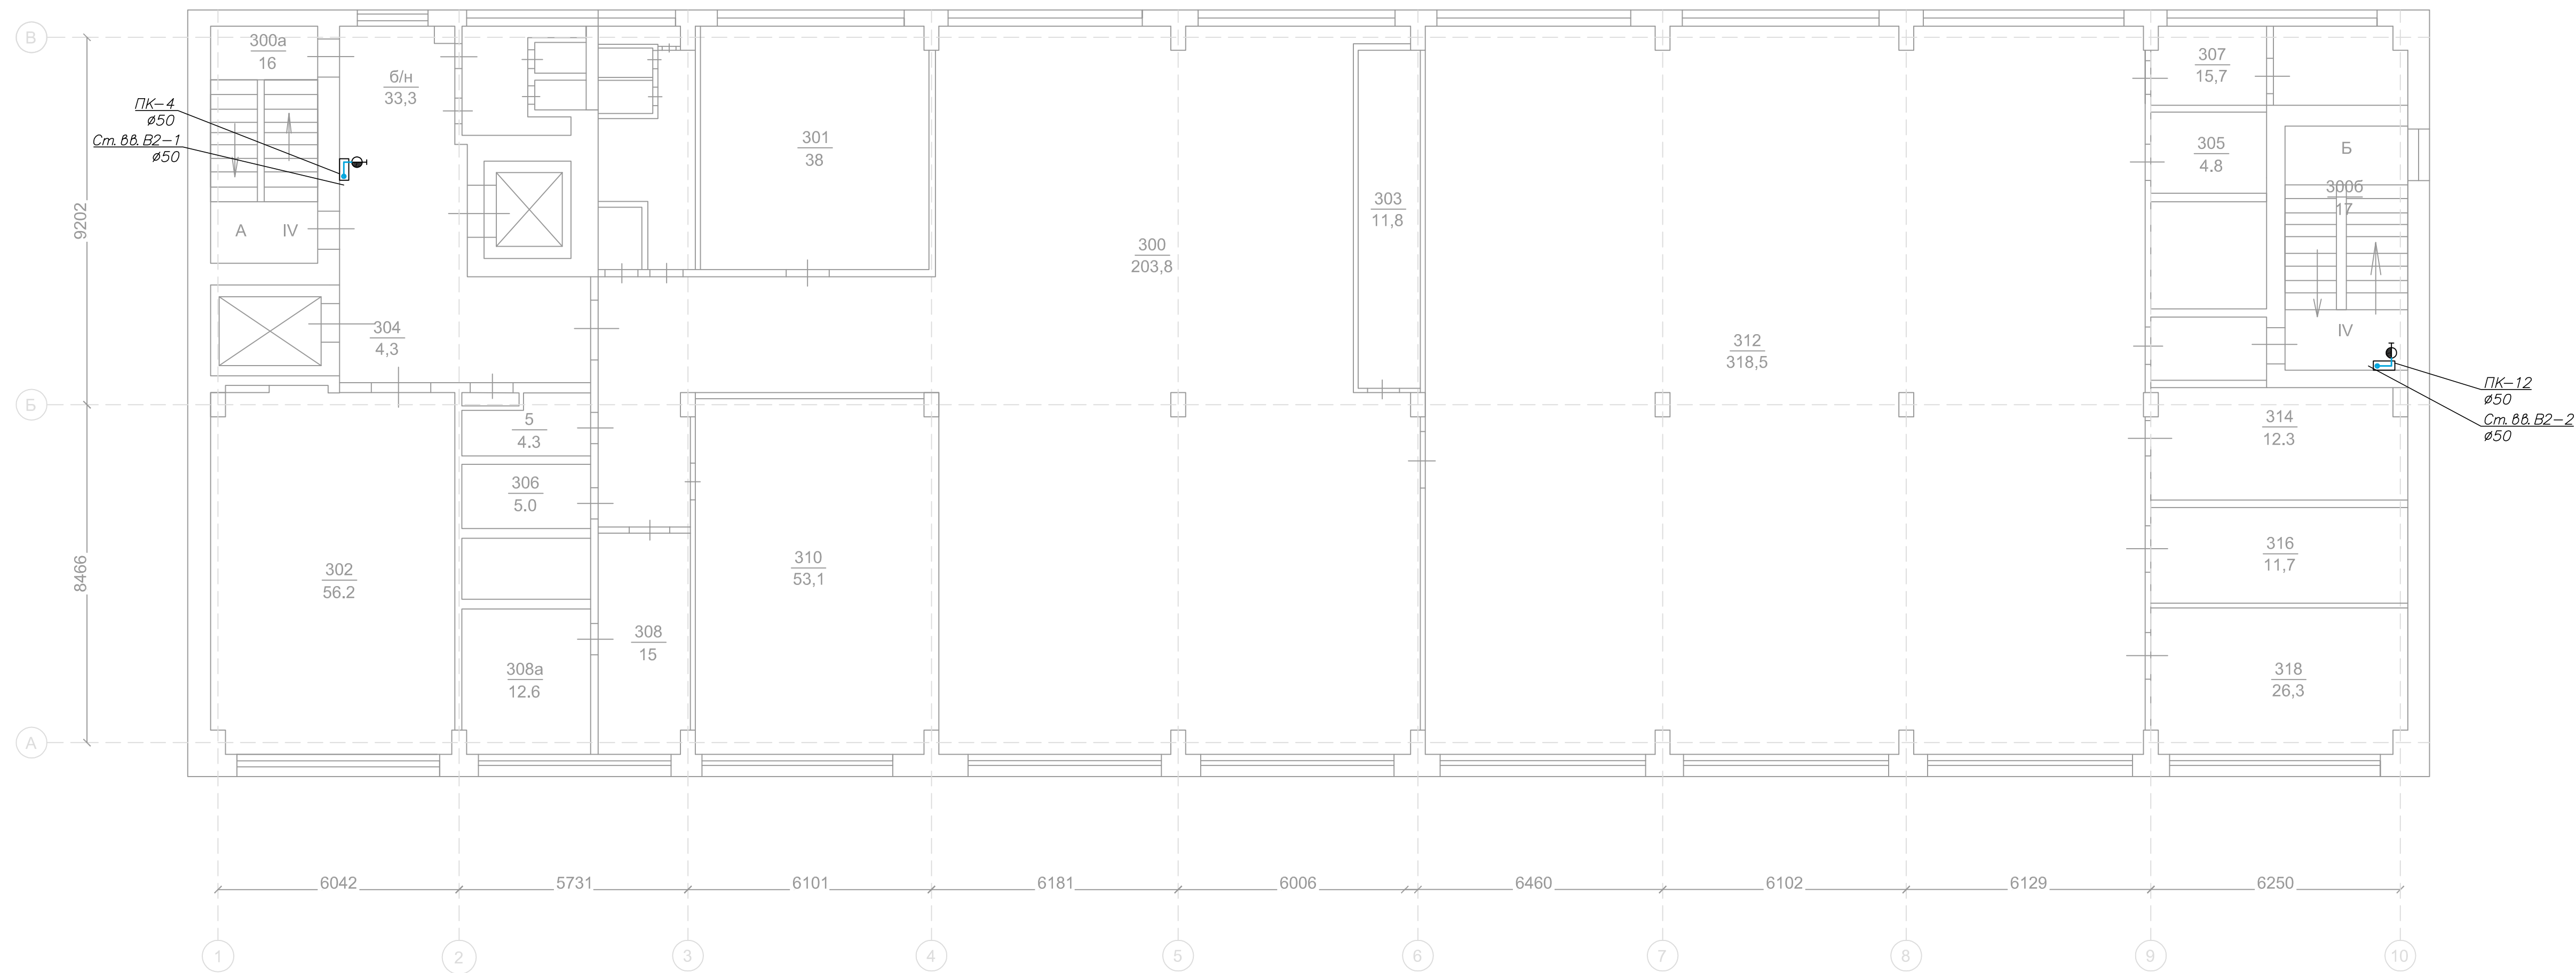 В
300а
16
б/н
33,3
ПК-4
ø50
Ст. вв. В2-1
ø50
301
38
307
15,7
305
4.8
Б
300б
17
303
11,8
9202
А IV
300
203,8
304
4,3
312
318,5
IV
ПК-12
ø50
Ст. вв. В2-2
ø50
Б
5
4.3
314
12.3
306
5.0
8466
302
56.2
310
53,1
316
11,7
308
15
308а
12.6
318
26,3
А
6042 5731 6101 6181 6006 6460 6102 6129 6250
1 2 3 4 5 6 7 8 9 10